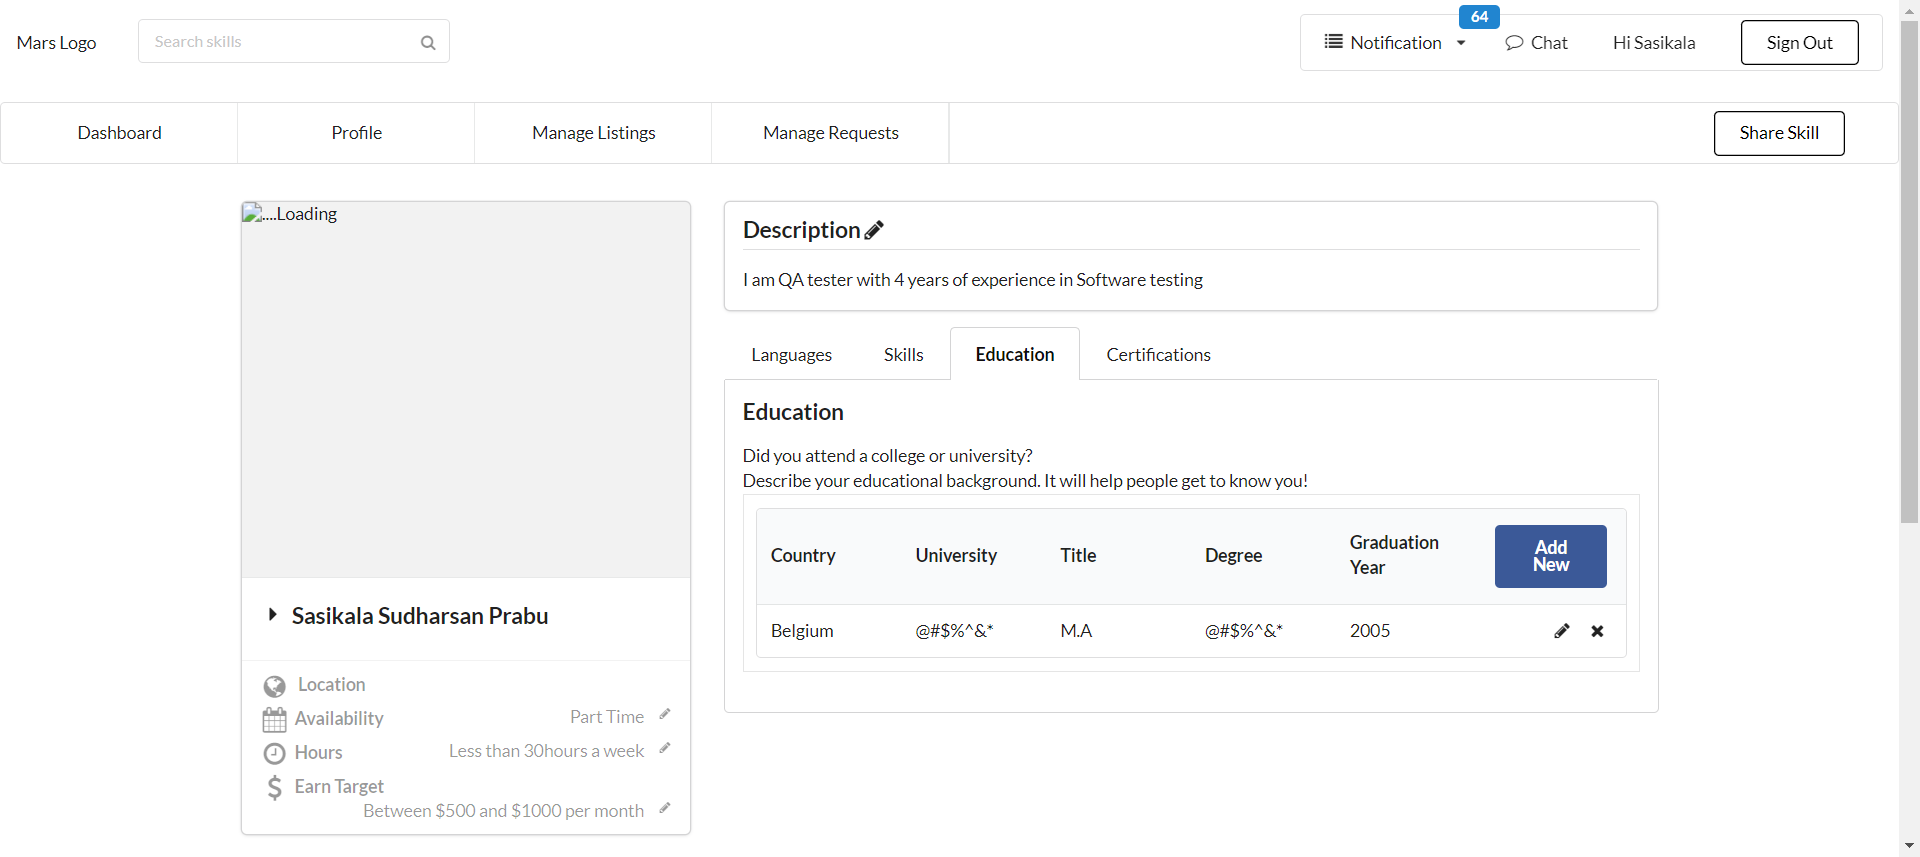 Mars Logo
Search skills
64
Notification
Chat
Hi Sasikala
Sign Out
Dashboard
Profile
Manage Listings
Manage Requests
Share Skill
....Loading
Sasikala Sudharsan Prabu
Location
Availability
Part Time
Hours
Less than 30hours a week
Earn Target
Between $500 and $1000 per month
Description
I am QA tester with 4 years of experience in Software testing
Languages
Skills
Education
Certifications
Education
Did you attend a college or university?
Describe your educational background. It will help people get to know you!
Country
University
Title
Degree
Graduation
Year
Add
New
Belgium
@#$%^&*
M.A
@#$%^&*
2005